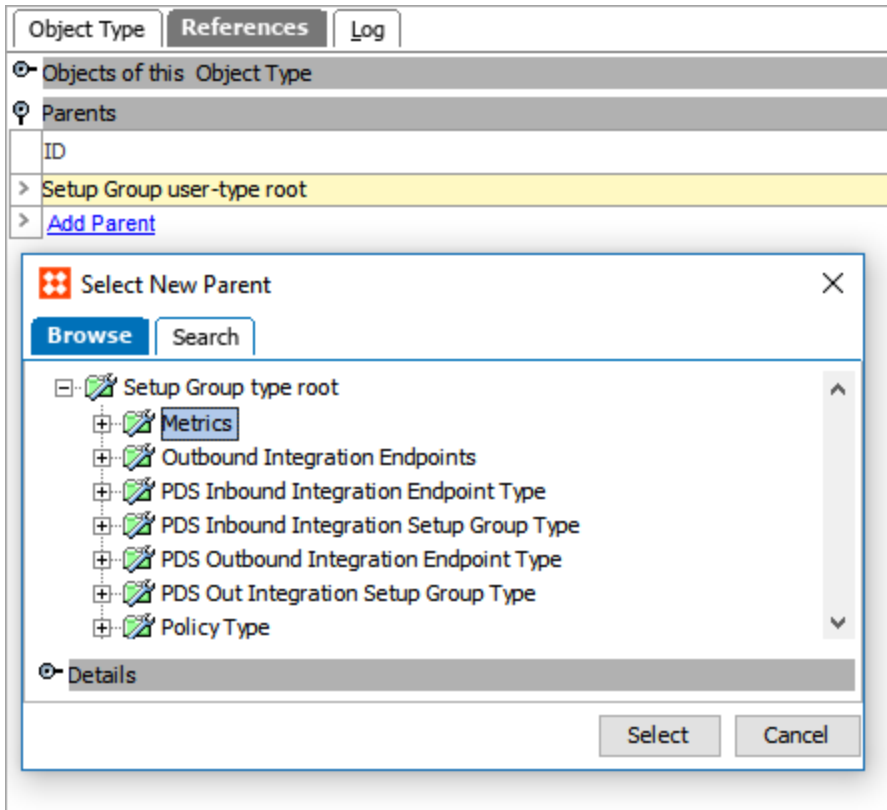 Object Type References Log
Objects of this Object Type
Parents
ID
Setup Group user-type root
Add Parent
Select New Parent
Browse Search
Setup Group type root
Metrics
Outbound Integration Endpoints
PDS Inbound Integration Endpoint Type
PDS Inbound Integration Setup Group Type
PDS Outbound Integration Endpoint Type
PDS Out Integration Setup Group Type
Policy Type
Details
Select Cancel